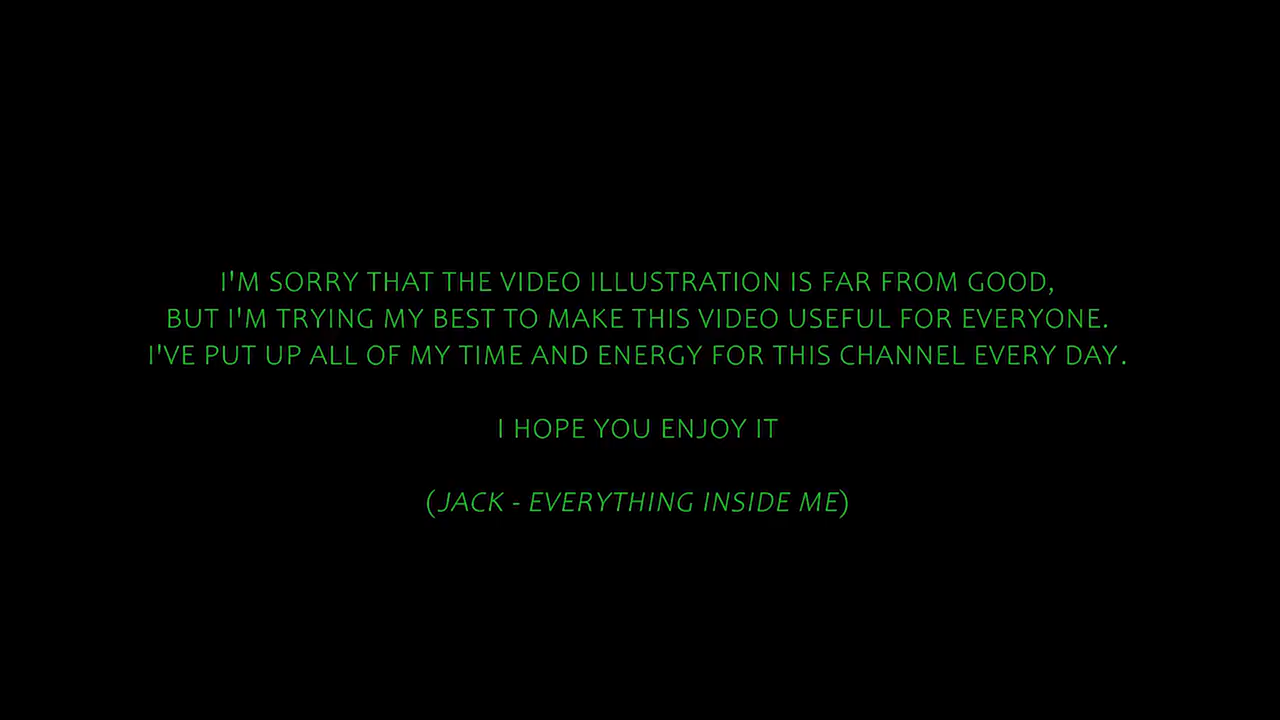 I'M SORRY THAT THE VIDEO ILLUSTRATION IS FAR FROM GOOD,
BUT I'M TRYING MY BEST TO MAKE THIS VIDEO USEFUL FOR EVERYONE.
I'VE PUT UP ALL OF MY TIME AND ENERGY FOR THIS CHANNEL EVERY DAY.
I HOPE YOU ENJOY IT
(JACK - EVERYTHING INSIDE ME)